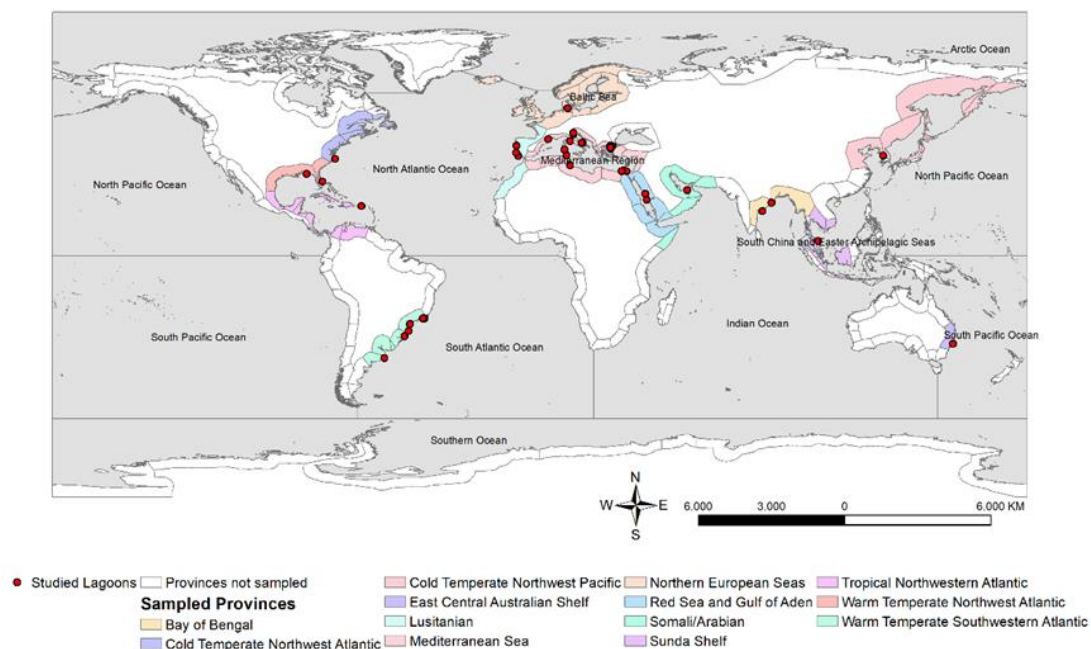 Arctic Ocean
Baltic Sea
North Pacific Ocean
North Atlantic Ocean
Mediterranean Region
North Pacific Ocean
South China and Easter Archipelagic Seas
South Pacific Ocean
South Atlantic Ocean
Indian Ocean
South Pacific Ocean
Southern Ocean
N
W E
S
6.000 3.000 0 6.000 KM
Studied Lagoons
Provinces not sampled
Sampled Provinces
Bay of Bengal
Cold Temperate Northwest Atlantic
Cold Temperate Northwest Pacific
East Central Australian Shelf
Lusitanian
Mediterranean Sea
Northern European Seas
Red Sea and Gulf of Aden
Somali/Arabian
Sunda Shelf
Tropical Northwestern Atlantic
Warm Temperate Northwest Atlantic
Warm Temperate Southwestern Atlantic